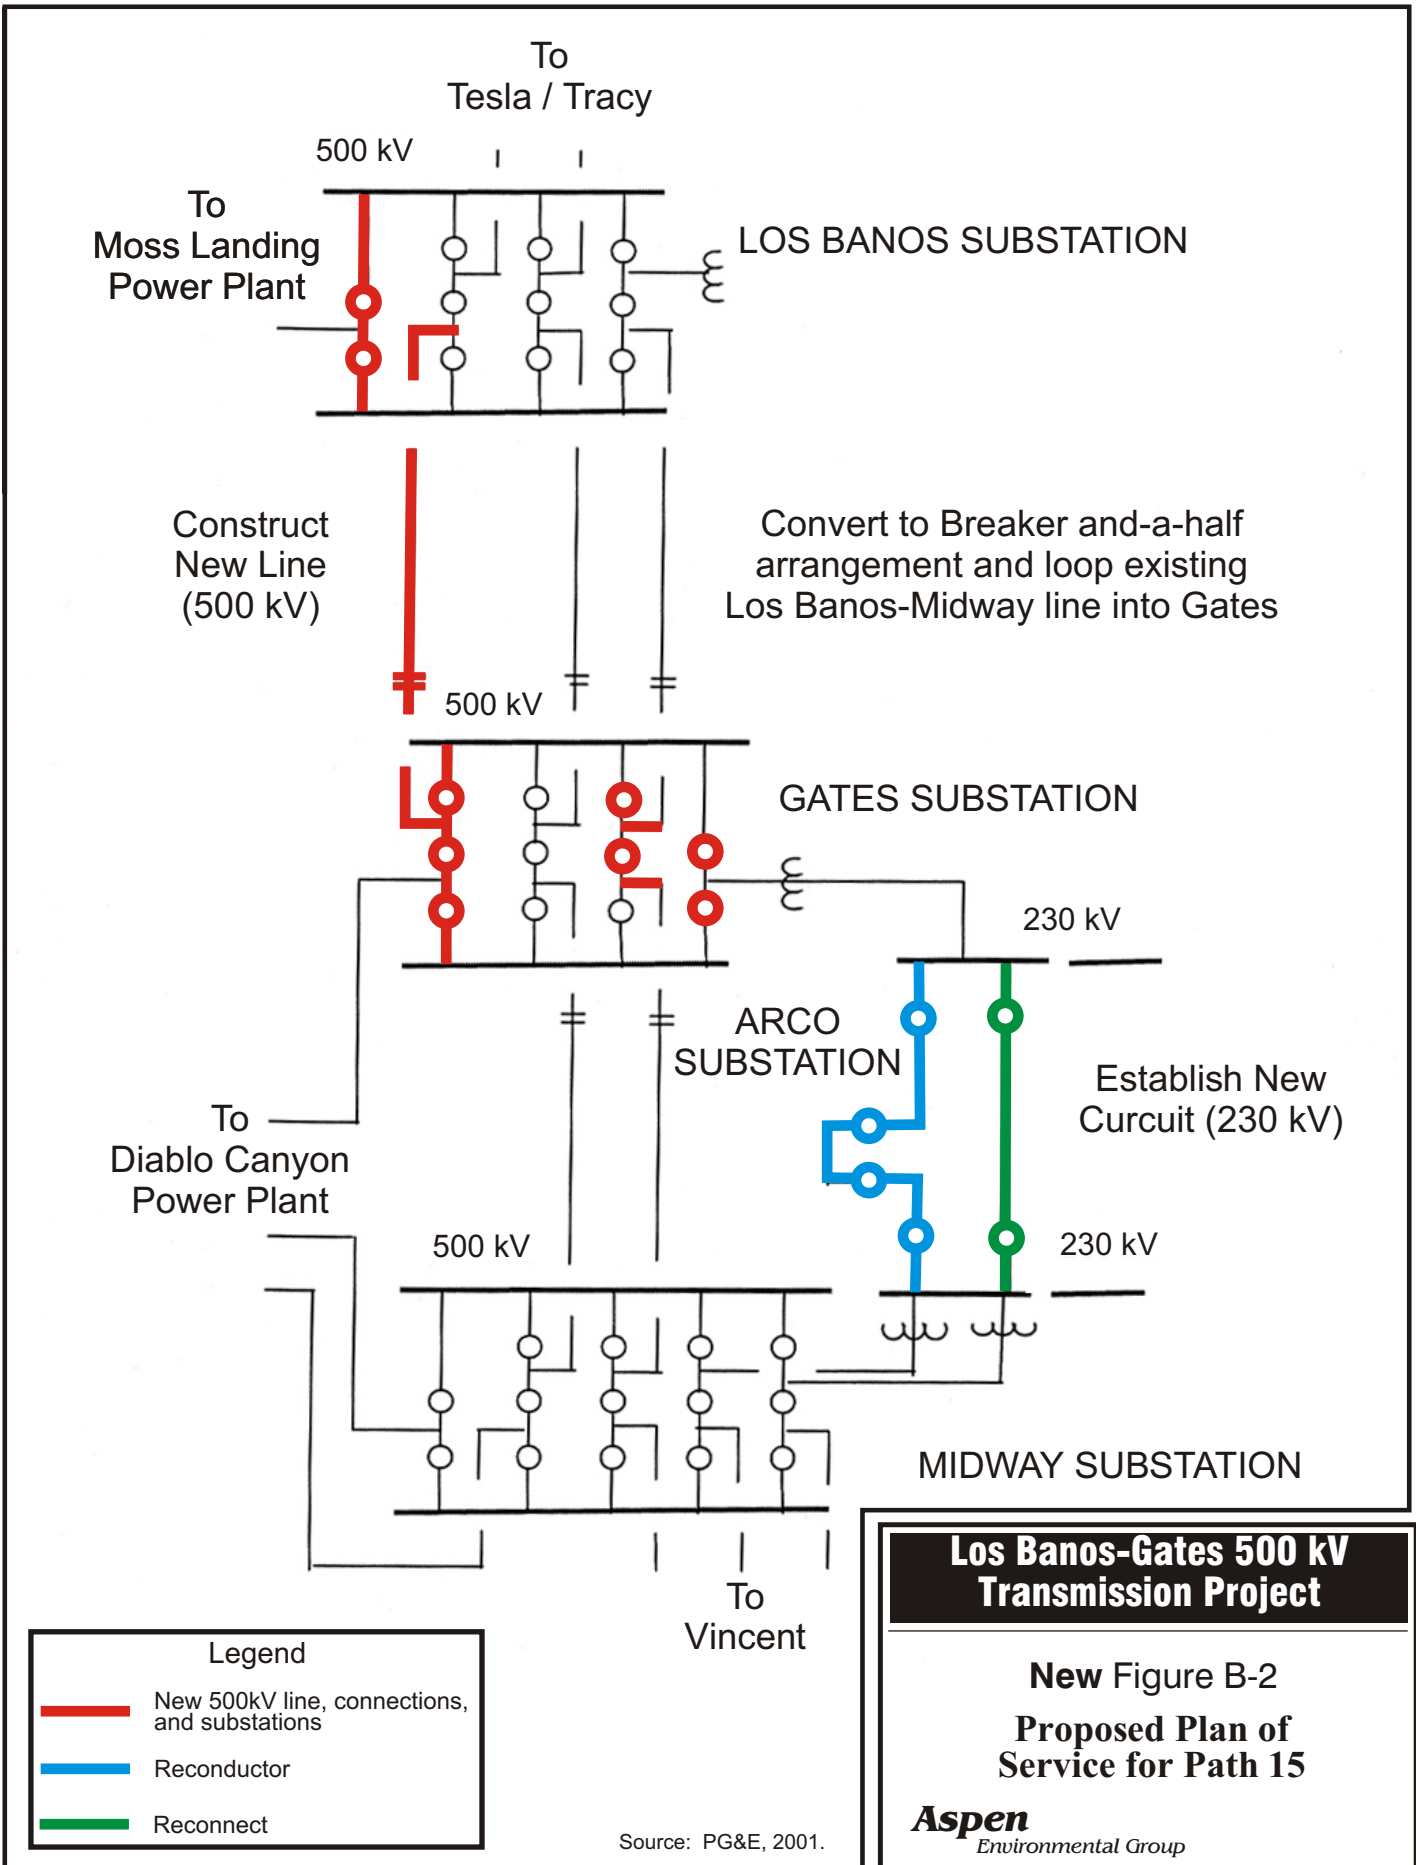 To
Tesla / Tracy
500 kV
To
Moss Landing
Power Plant
LOS BANOS SUBSTATION
Construct
New Line
(500 kV)
Convert to Breaker and-a-half
arrangement and loop existing
Los Banos-Midway line into Gates
500 kV
GATES SUBSTATION
230 kV
ARCO
SUBSTATION
Establish New
Curcuit (230 kV)
To
Diablo Canyon
Power Plant
500 kV
230 kV
MIDWAY SUBSTATION
To
Vincent
Legend
New 500kV line, connections,
and substations
Reconductor
Reconnect
Source: PG&E, 2001.
Los Banos-Gates 500 kV
Transmission Project
New Figure B-2
Proposed Plan of
Service for Path 15
Aspen
Environmental Group